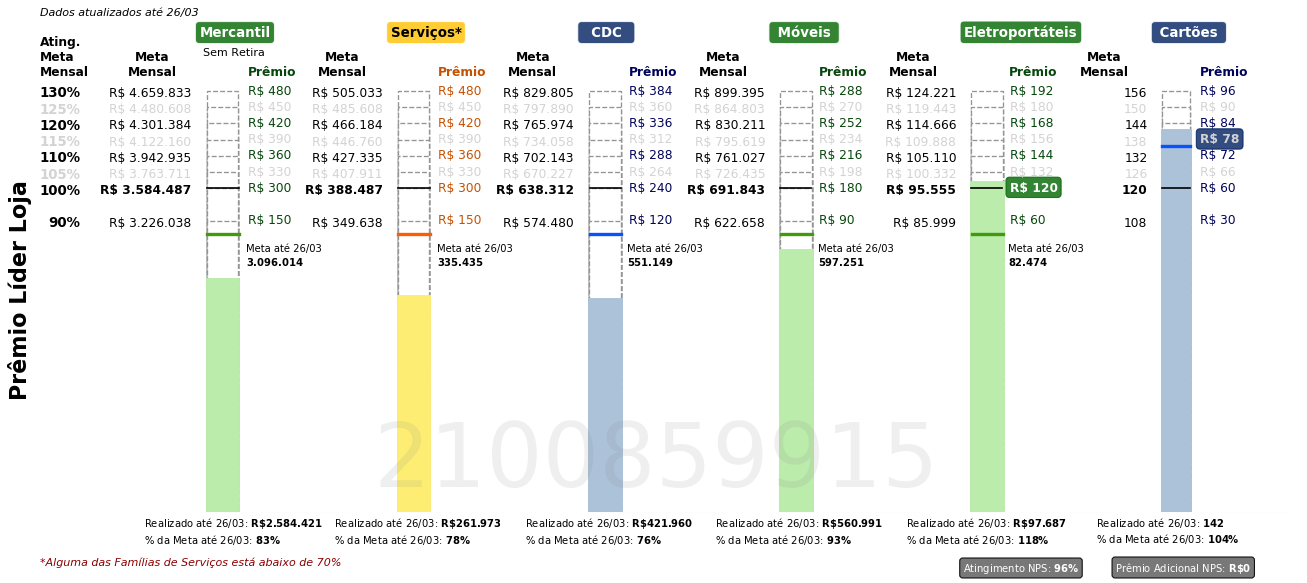 Dados atualizados até 26/03
Mercantil Serviços* CDC Móveis Eletroportáteis Cartões
Sem Retira
Ating. Meta Mensal Meta Mensal Prêmio Meta Mensal Prêmio Meta Mensal Prêmio Meta Mensal Prêmio Meta Mensal Prêmio Meta Mensal Prêmio
130% R$ 4.659.833 R$ 480 R$ 505.033 R$ 480 R$ 829.805 R$ 384 R$ 899.395 R$ 288 R$ 124.221 R$ 192 156 R$ 96
125% R$ 4.480.608 R$ 450 R$ 485.608 R$ 450 R$ 797.890 R$ 360 R$ 864.803 R$ 270 R$ 119.443 R$ 180 150 R$ 90
120% R$ 4.301.384 R$ 420 R$ 466.184 R$ 420 R$ 765.974 R$ 336 R$ 830.211 R$ 252 R$ 114.666 R$ 168 144 R$ 84
115% R$ 4.122.160 R$ 390 R$ 446.760 R$ 390 R$ 734.058 R$ 312 R$ 795.619 R$ 234 R$ 109.888 R$ 156 138 R$ 78
110% R$ 3.942.935 R$ 360 R$ 427.335 R$ 360 R$ 702.143 R$ 288 R$ 761.027 R$ 216 R$ 105.110 R$ 144 132 R$ 72
105% R$ 3.763.711 R$ 330 R$ 407.911 R$ 330 R$ 670.227 R$ 264 R$ 726.435 R$ 198 R$ 100.332 R$ 132 126 R$ 66
100% R$ 3.584.487 R$ 300 R$ 388.487 R$ 300 R$ 638.312 R$ 240 R$ 691.843 R$ 180 R$ 95.555 R$ 120 120 R$ 60
90% R$ 3.226.038 R$ 150 R$ 349.638 R$ 150 R$ 574.480 R$ 120 R$ 622.658 R$ 90 R$ 85.999 R$ 60 108 R$ 30
Meta até 26/03 Meta até 26/03 Meta até 26/03 Meta até 26/03 Meta até 26/03
3.096.014 335.435 551.149 597.251 82.474
Prêmio Líder Loja
2100859915
Realizado até 26/03: R$2.584.421 Realizado até 26/03: R$261.973 Realizado até 26/03: R$421.960 Realizado até 26/03: R$560.991 Realizado até 26/03: R$97.687 Realizado até 26/03: 142
% da Meta até 26/03: 83% % da Meta até 26/03: 78% % da Meta até 26/03: 76% % da Meta até 26/03: 93% % da Meta até 26/03: 118% % da Meta até 26/03: 104%
*Alguma das Famílias de Serviços está abaixo de 70% Atingimento NPS: 96% Prêmio Adicional NPS: R$0